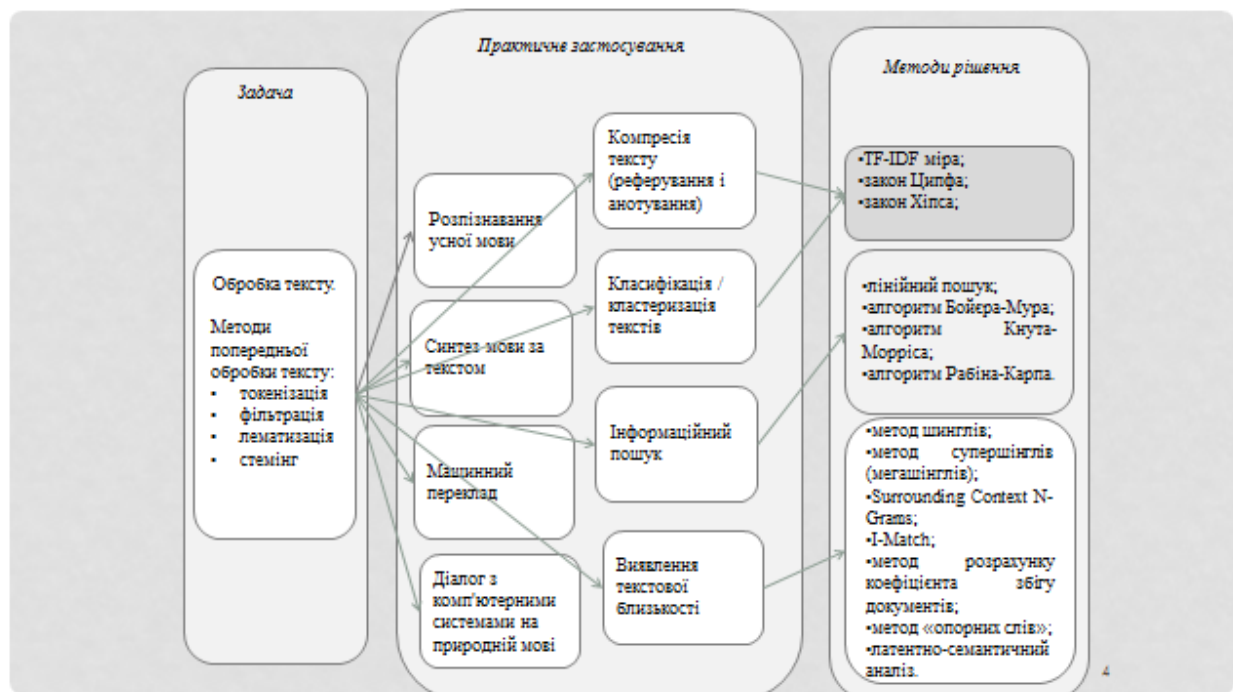 Задача
Обробка тексту.
Методи
попередньої
обробки тексту:
▪ токенізація
▪ фільтрація
▪ лематизація
▪ стемінг
Практичне застосування
Розпізнавання
усної мови
Синтез мови за
текстом
Машинний
переклад
Діалог з
комп'ютерними
системами на
природній мові
Компресія
тексту
(реферування і
анотування)
Класифікація /
кластеризація
текстів
Інформаційний
пошук
Виявлення
текстової
близькості
Методи рішення
▪TF-IDF міра;
▪закон Ципфа;
▪закон Хіпса;
▪лінійний пошук;
▪алгоритм Бойєра-Мура;
▪алгоритм Кнута-
Морріса;
▪алгоритм Рабіна-Карпа.
▪метод шинглів;
▪метод супершінглів
(мегашінглів);
▪Surrounding Context N-
Grams;
▪I-Match;
▪метод розрахунку
коефіцієнта збігу
документів;
▪метод «опорних слів»;
▪латентно-семантичний
аналіз.
4